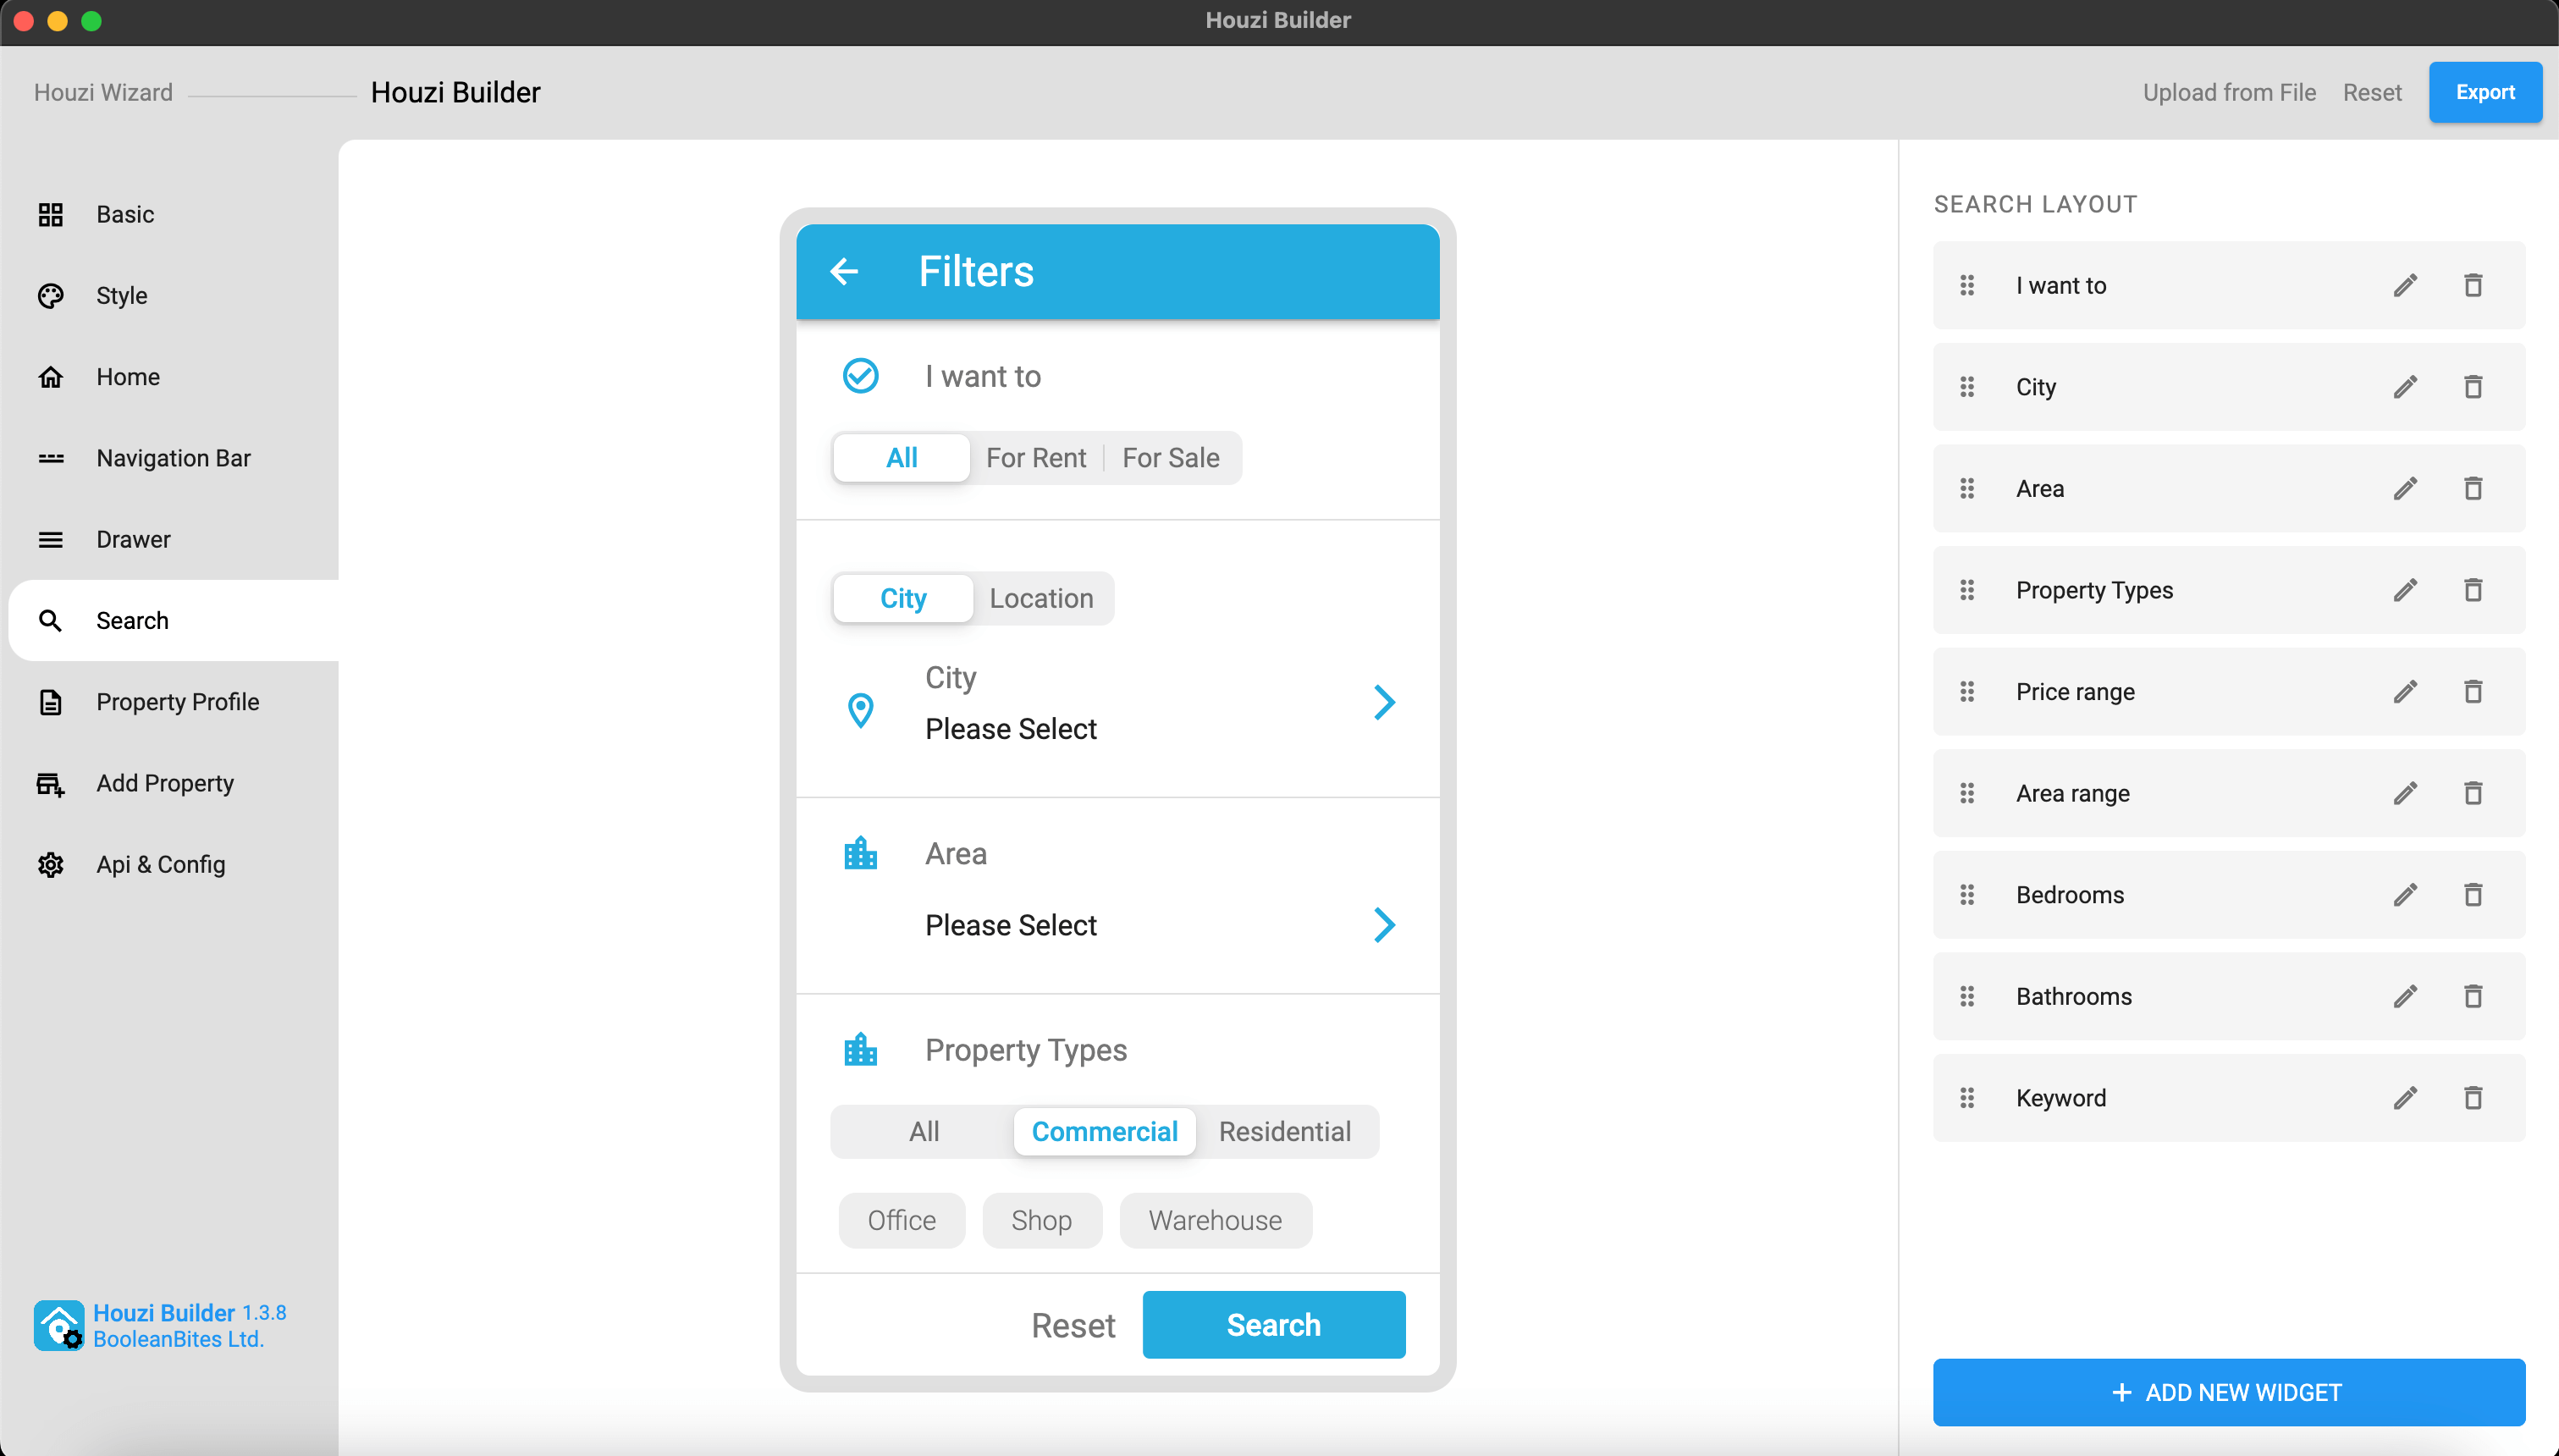 Houzi Builder
Houzi Wizard
Houzi Builder
Upload from File
Reset
Export
Basic
Style
Home
Navigation Bar
Drawer
Search
Property Profile
Add Property
Api & Config
Houzi Builder 1.3.8
BooleanBites Ltd.
Filters
I want to
All For Rent For Sale
City Location
City
Please Select
Area
Please Select
Property Types
All Commercial Residential
Office Shop Warehouse
Reset Search
SEARCH LAYOUT
I want to
City
Area
Property Types
Price range
Area range
Bedrooms
Bathrooms
Keyword
+ ADD NEW WIDGET